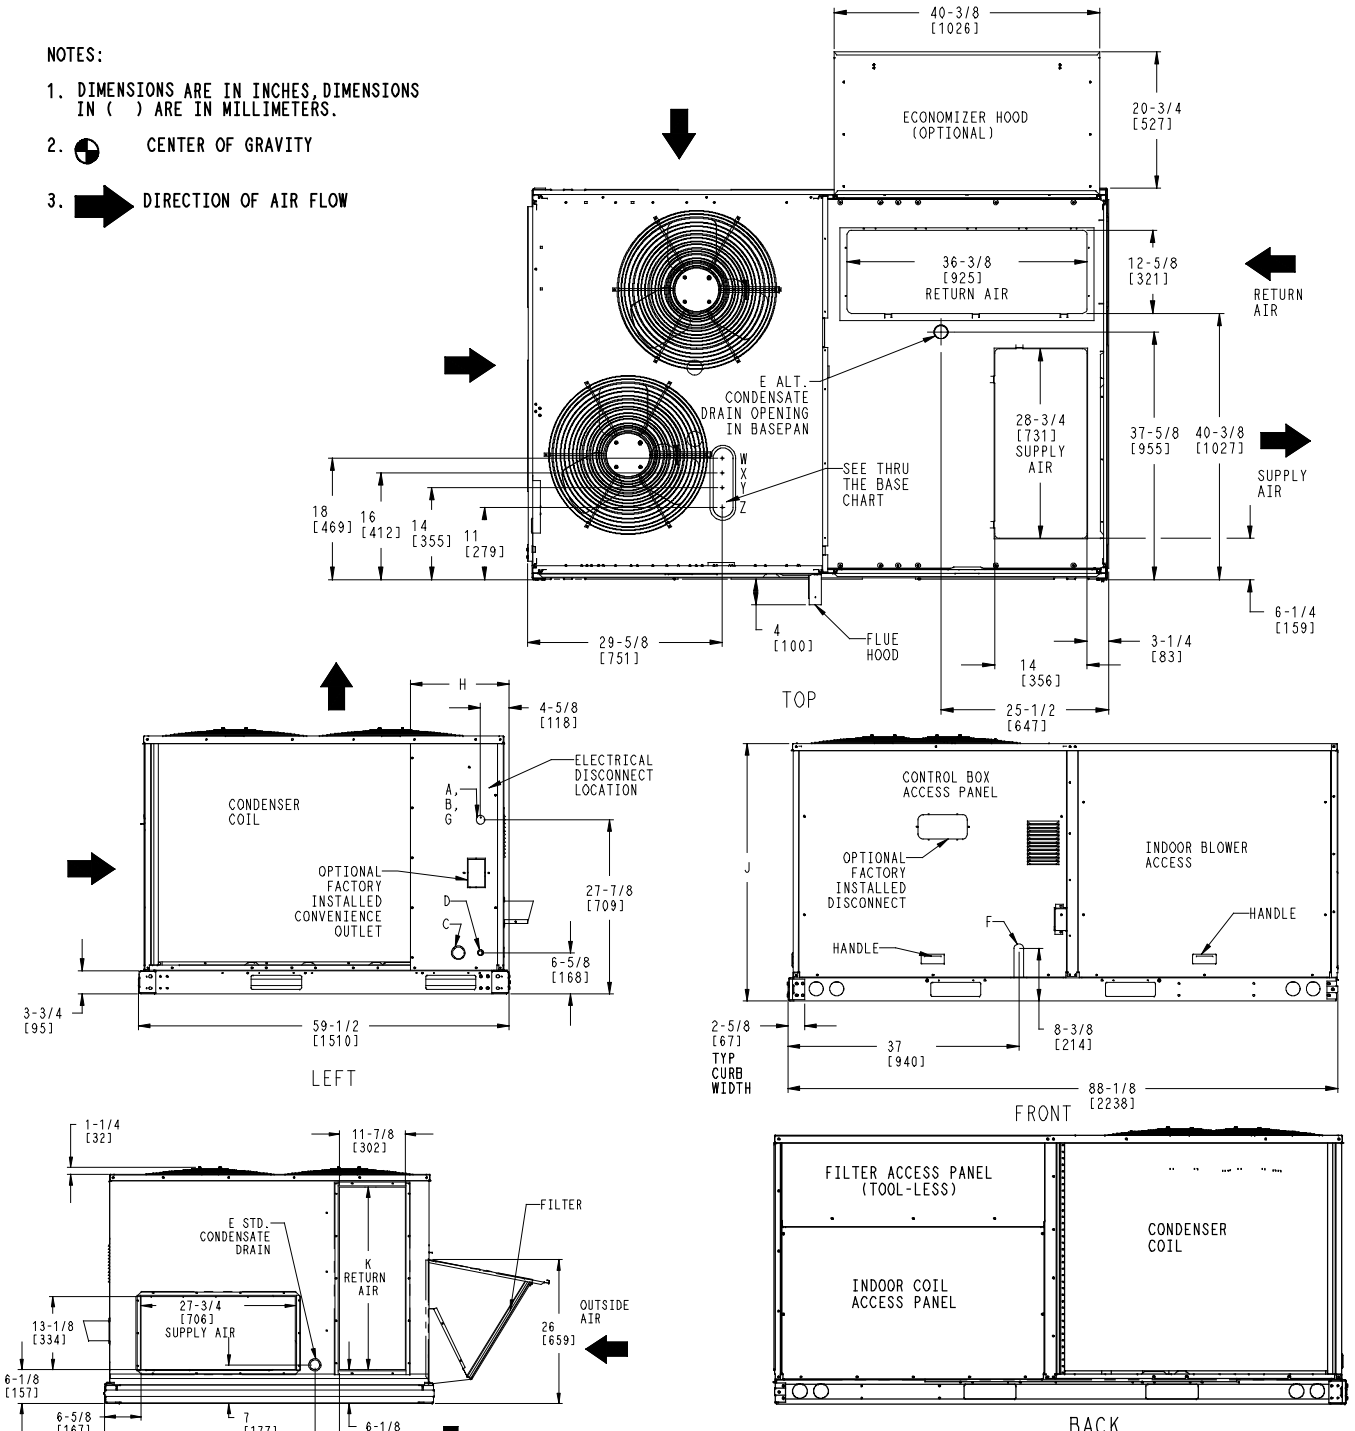 NOTES:
1. DIMENSIONS ARE IN INCHES, DIMENSIONS
IN ( ) ARE IN MILLIMETERS.
2. CENTER OF GRAVITY
3. DIRECTION OF AIR FLOW
40-3/8
[1026]
ECONOMIZER HOOD
(OPTIONAL)
20-3/4
[527]
36-3/8
[925]
RETURN AIR
12-5/8
[321]
RETURN
AIR
E ALT.
CONDENSATE
DRAIN OPENING
IN BASEPAN
28-3/4
[731]
SUPPLY
AIR
37-5/8
[955]
40-3/8
[1027]
SUPPLY
AIR
W
X
Y
Z
SEE THRU
THE BASE
CHART
18
[469]
16
[412]
14
[355]
11
[279]
29-5/8
[751]
4
[100]
FLUE
HOOD
6-1/4
[159]
3-1/4
[83]
14
[356]
25-1/2
[647]
TOP
H
4-5/8
[118]
ELECTRICAL
DISCONNECT
LOCATION
CONDENSER
COIL
A,
B,
G
OPTIONAL
FACTORY
INSTALLED
CONVENIENCE
OUTLET
D
C
27-7/8
[709]
6-5/8
[168]
3-3/4
[95]
59-1/2
[1510]
LEFT
J
CONTROL BOX
ACCESS PANEL
OPTIONAL
FACTORY
INSTALLED
DISCONNECT
INDOOR BLOWER
ACCESS
F
HANDLE
HANDLE
2-5/8
[67]
TYP
CURB
WIDTH
37
[940]
8-3/8
[214]
88-1/8
[2238]
FRONT
1-1/4
[32]
11-7/8
[302]
FILTER
E STD.
CONDENSATE
DRAIN
K
RETURN
AIR
27-3/4
[706]
SUPPLY AIR
13-1/8
[334]
6-1/8
[157]
6-5/8
[167]
7
[177]
6-1/8
26
[659]
OUTSIDE
AIR
FILTER ACCESS PANEL
(TOOL-LESS)
CONDENSER
COIL
INDOOR COIL
ACCESS PANEL
BACK